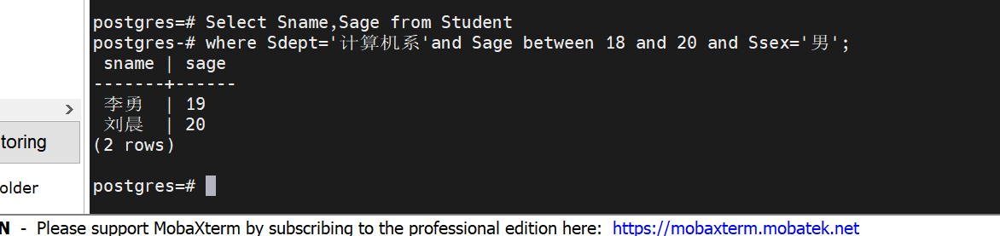 postgres=# Select Sname,Sage from Student
postgres-# where Sdept='计算机系'and Sage between 18 and 20 and Ssex='男';
 sname | sage
-------+------
 李勇  | 19
 刘晨  | 20
(2 rows)
postgres=#
toring
older
N - Please support MobaXterm by subscribing to the professional edition here: https://mobaxterm.mobatek.net